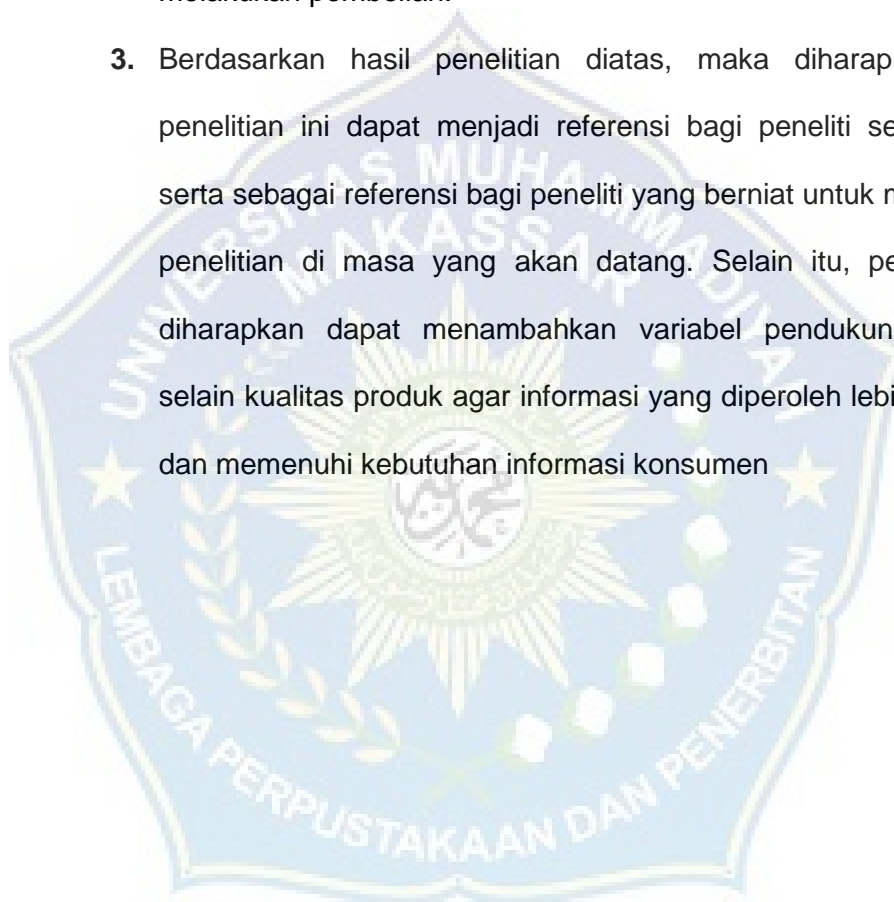 melakukan pembelian.
3. Berdasarkan hasil penelitian diatas, maka diharap
penelitian ini dapat menjadi referensi bagi peneliti se
serta sebagai referensi bagi peneliti yang berniat untuk
penelitian di masa yang akan datang. Selain itu, pe
diharapkan dapat menambahkan variabel pendukun
selain kualitas produk agar informasi yang diperoleh lebi
dan memenuhi kebutuhan informasi konsumen
UNIVERSITAS MUHAMMADIYAH
MAKASSAR
LEMBAGA PERPUSTAKAAN DAN PENERBITAN